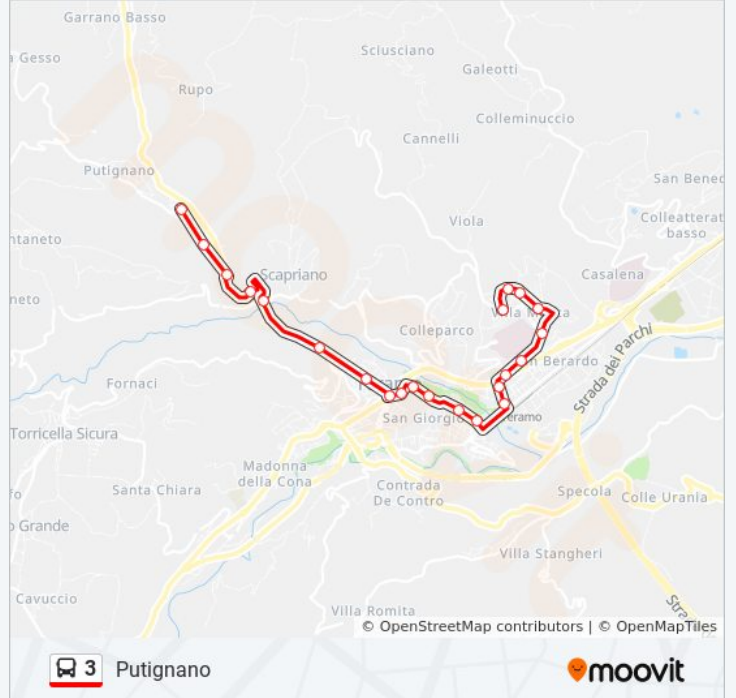 Garrano Basso
Sciusciano
Gesso
Galeotti
Rupo
Colleminuccio
Cannelli
Putignano
San Bened
Viola
Colleatterat
basso
ntaneto
Scapriano
Casalena
neto
Colleparco
San Berardo
Strada dei Parchi
Fornaci
San Giorgio
Teramo
Torricella Sicura
Madonna
della Cona
Santa Chiara
Contrada
De Contro
Specola
Colle Urania
o Grande
Villa Stangheri
Cavuccio
Villa Romita
© OpenStreetMap contributors | © OpenMapTiles
3
Putignano
moovit